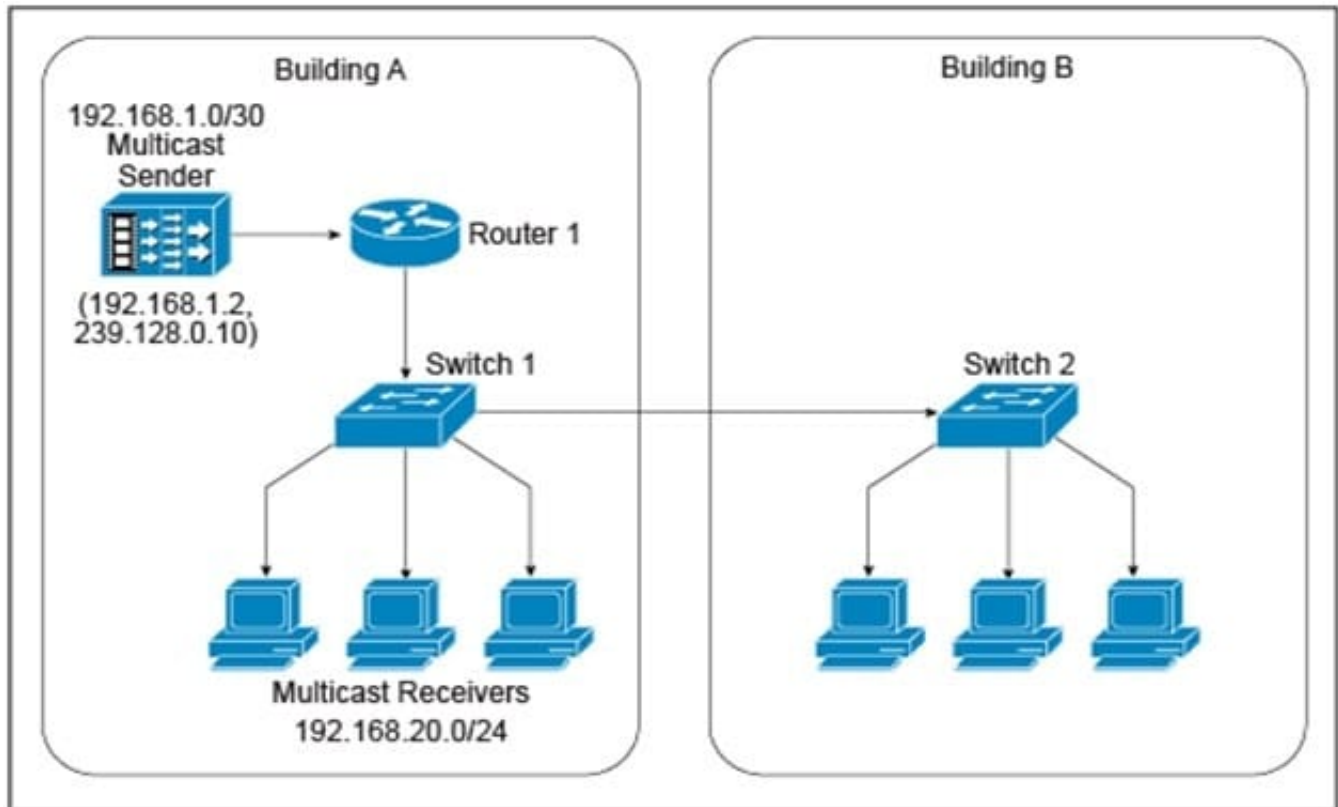 Building A
Building B
192.168.1.0/30
Multicast
Sender
Router 1
(192.168.1.2,
239.128.0.10)
Switch 1
Switch 2
Multicast Receivers
192.168.20.0/24